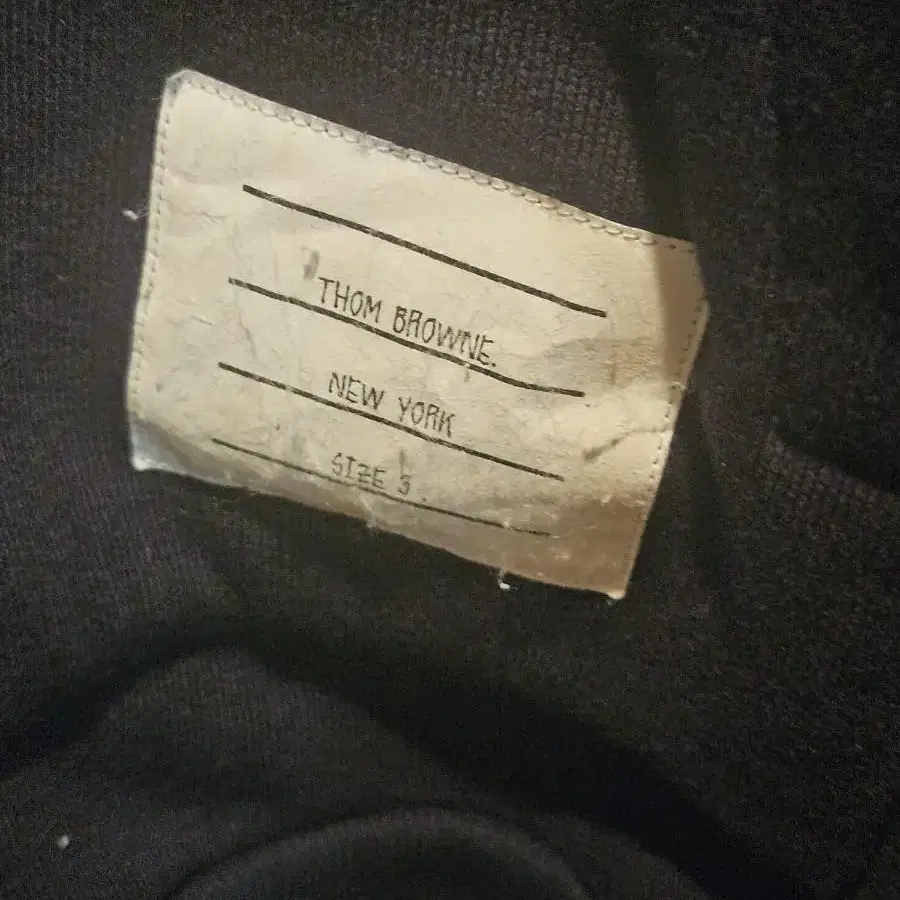 THOM BROWNE.
NEW YORK
SIZE 3.